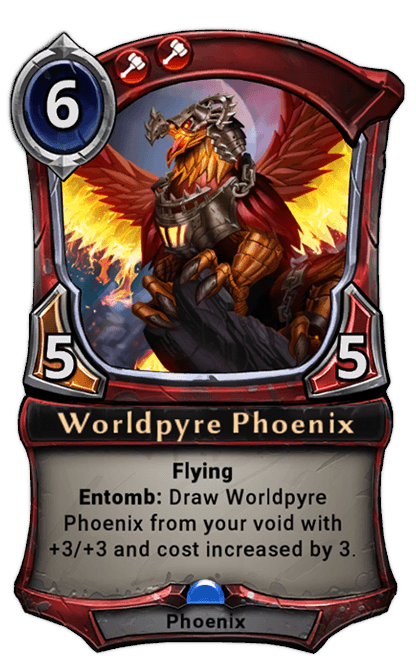 6
5
5
Worldpyre Phoenix
Flying
Entomb: Draw Worldpyre
Phoenix from your void with
+3/+3 and cost increased by 3.
Phoenix